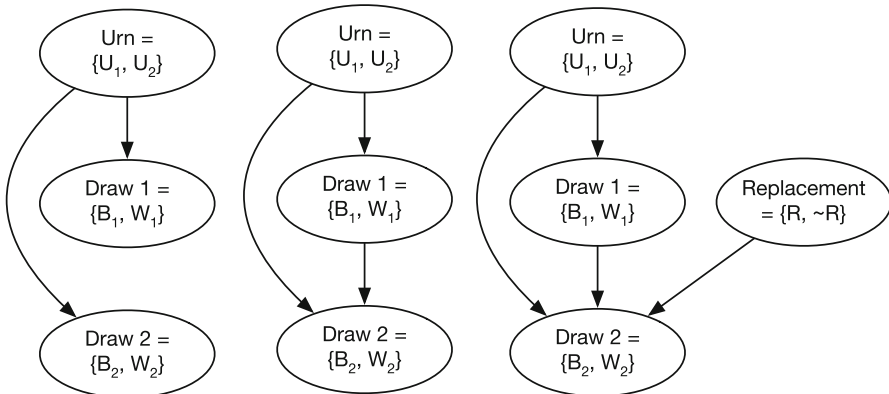 Urn =
{U₁, U₂}
Draw 1 =
{B₁, W₁}
Draw 2 =
{B₂, W₂}
Urn =
{U₁, U₂}
Draw 1 =
{B₁, W₁}
Draw 2 =
{B₂, W₂}
Urn =
{U₁, U₂}
Draw 1 =
{B₁, W₁}
Replacement
= {R, ~R}
Draw 2 =
{B₂, W₂}